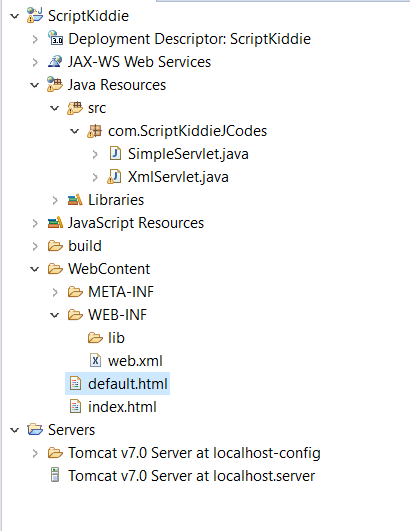 ScriptKiddie
3.0 Deployment Descriptor: ScriptKiddie
JAX-WS Web Services
Java Resources
src
com.ScriptKiddieJCodes
SimpleServlet.java
XmlServlet.java
Libraries
JavaScript Resources
build
WebContent
META-INF
WEB-INF
lib
web.xml
default.html
index.html
Servers
Tomcat v7.0 Server at localhost-config
Tomcat v7.0 Server at localhost.server